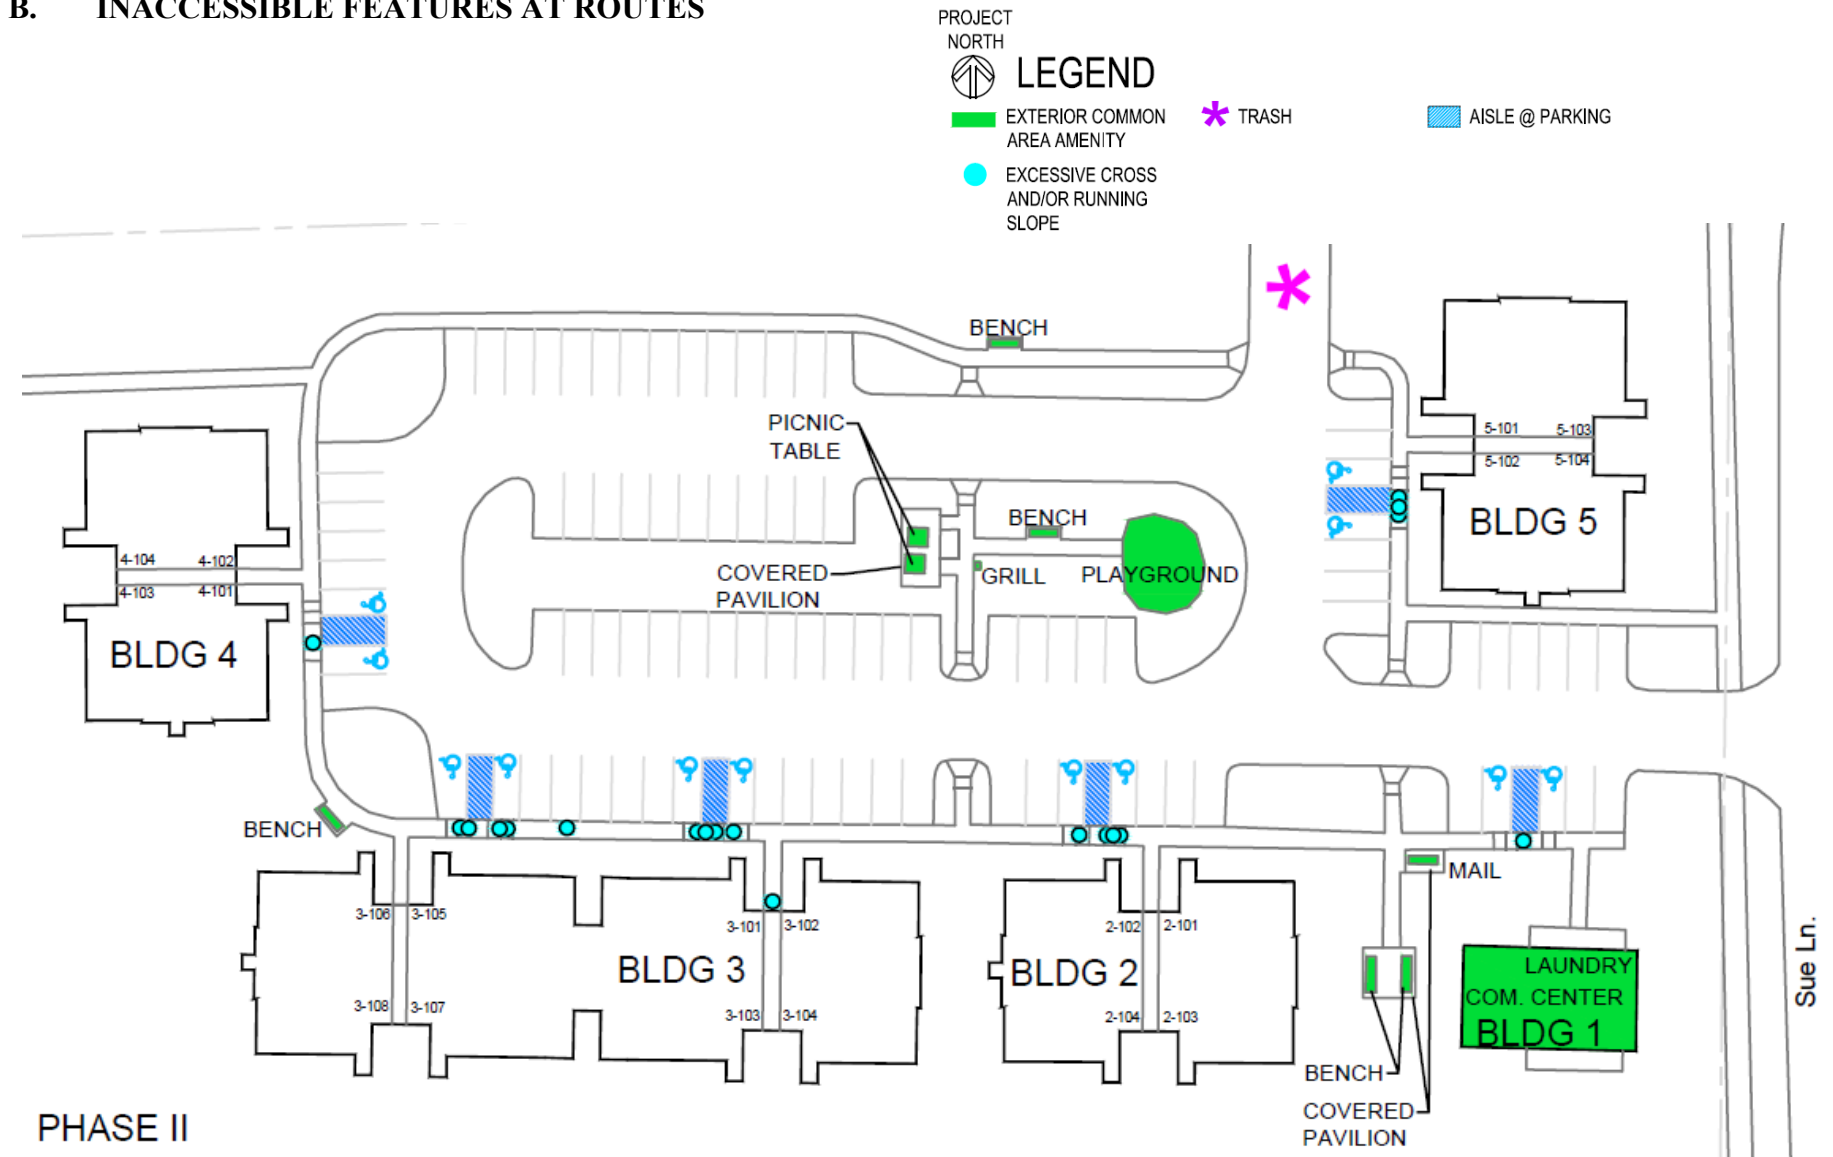 B. INACCESSIBLE FEATURES AT ROUTES
PROJECT
NORTH
LEGEND
EXTERIOR COMMON
AREA AMENITY
TRASH
AISLE @ PARKING
EXCESSIVE CROSS
AND/OR RUNNING
SLOPE
BENCH
PICNIC
TABLE
5-101
5-103
5-102
5-104
BENCH
BLDG 5
4-104
4-102
4-103
4-101
COVERED
PAVILION
GRILL
PLAYGROUND
BLDG 4
BENCH
MAIL
3-106
3-105
3-101
3-102
2-102
2-101
BLDG 3
BLDG 2
LAUNDRY
COM. CENTER
BLDG 1
Sue Ln.
3-108
3-107
3-103
3-104
2-104
2-103
BENCH
COVERED
PAVILION
PHASE II